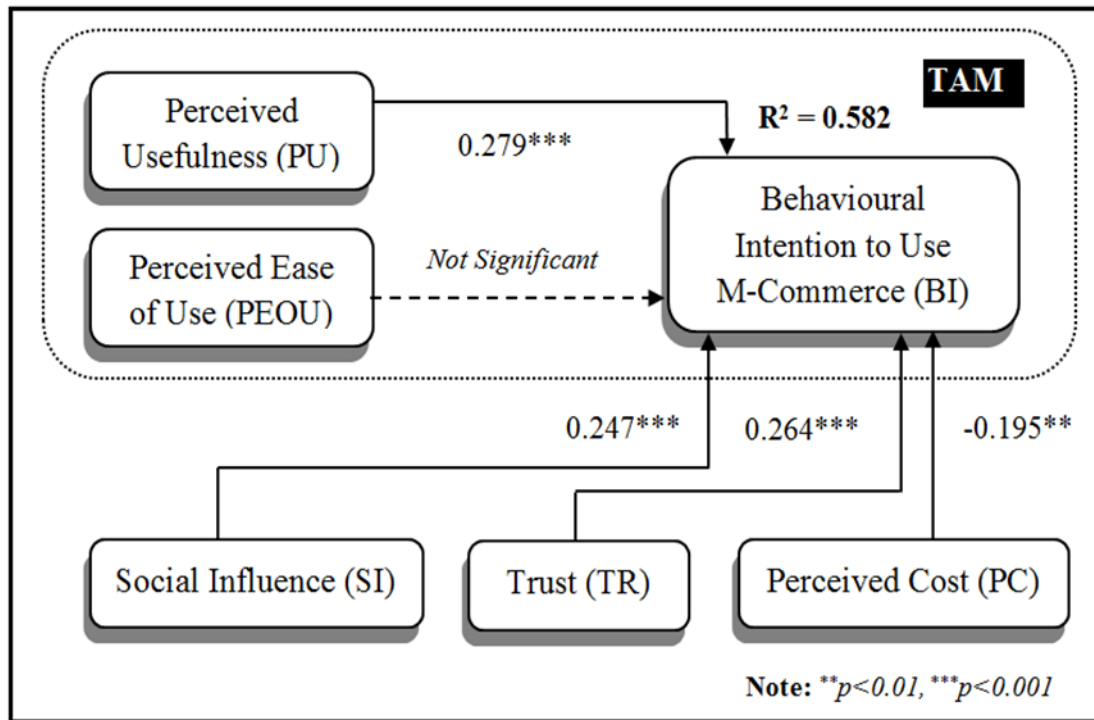 TAM
Perceived
Usefulness (PU)
0.279***
R² = 0.582
Behavioural
Intention to Use
M-Commerce (BI)
Perceived Ease
of Use (PEOU)
Not Significant
0.247***
0.264***
-0.195**
Social Influence (SI)
Trust (TR)
Perceived Cost (PC)
Note: **p<0.01, ***p<0.001